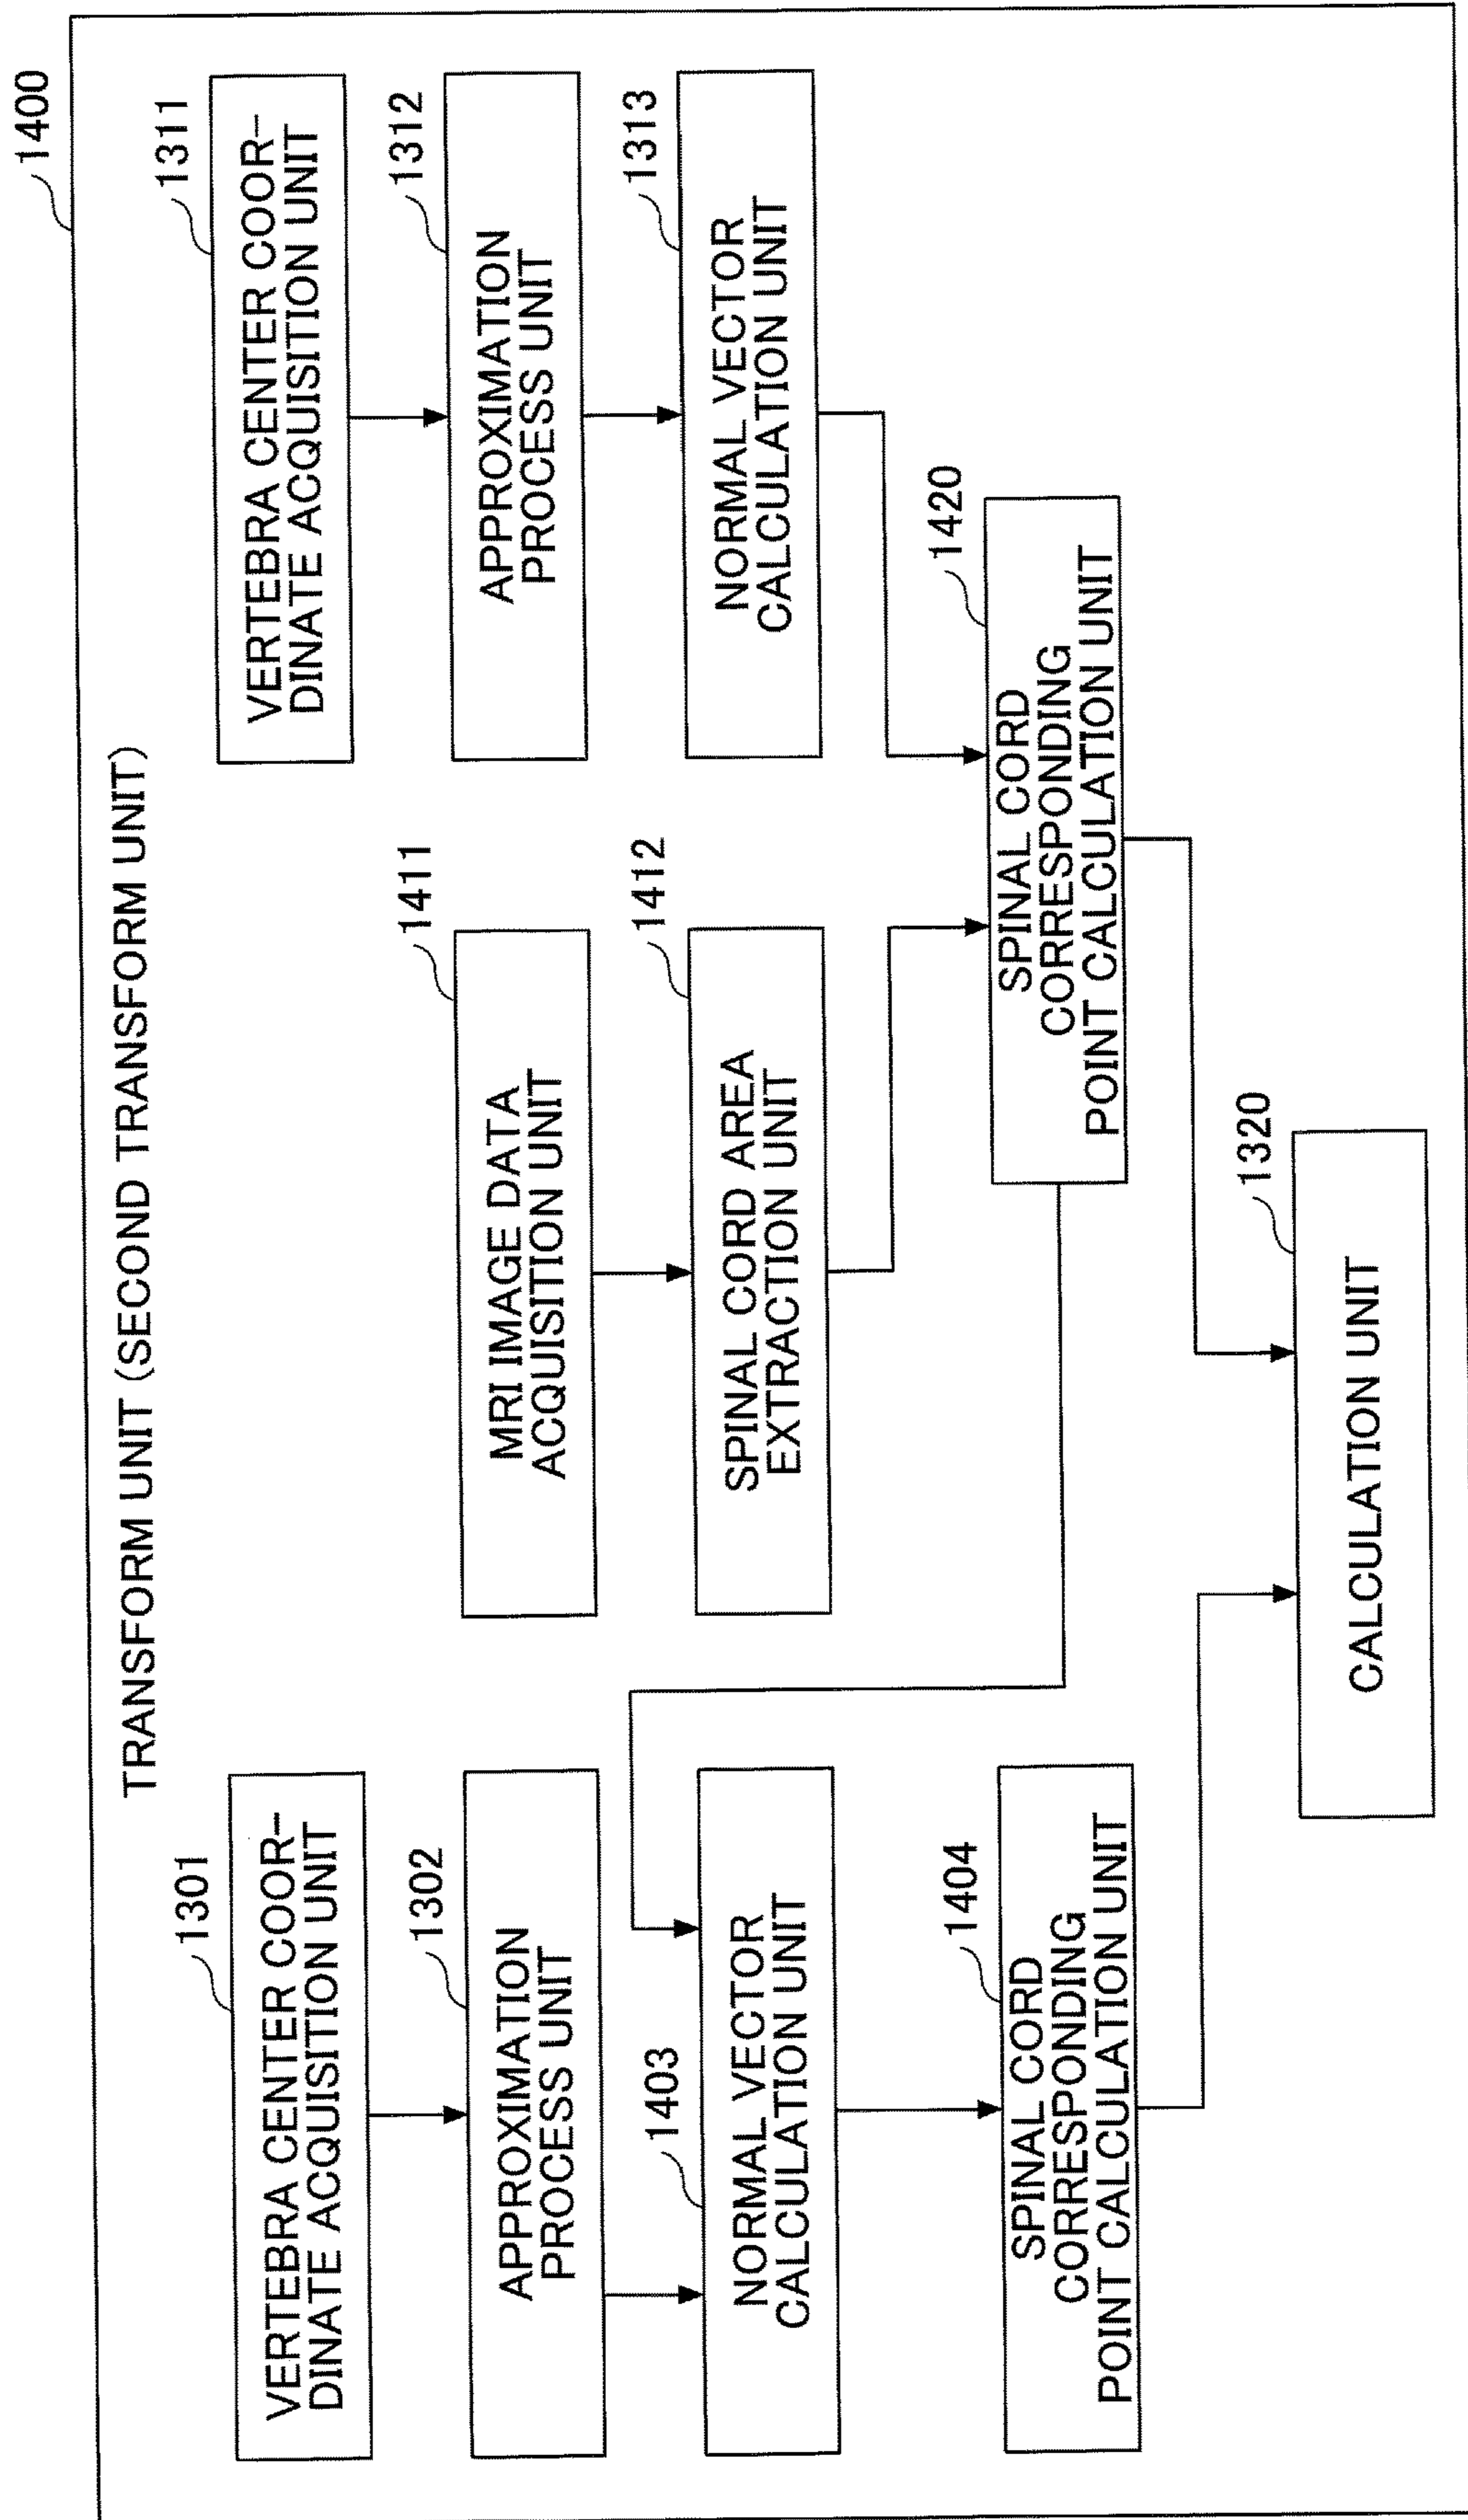 1400
TRANSFORM UNIT (SECOND TRANSFORM UNIT)
1301
VERTEBRA CENTER COOR-
DINATE ACQUISITION UNIT
1311
VERTEBRA CENTER COOR-
DINATE ACQUISITION UNIT
1302
APPROXIMATION
PROCESS UNIT
1411
MRI IMAGE DATA
ACQUISITION UNIT
1312
APPROXIMATION
PROCESS UNIT
1403
NORMAL VECTOR
CALCULATION UNIT
1412
SPINAL CORD AREA
EXTRACTION UNIT
1313
NORMAL VECTOR
CALCULATION UNIT
1404
SPINAL CORD
CORRESPONDING
POINT CALCULATION UNIT
1420
SPINAL CORD
CORRESPONDING
POINT CALCULATION UNIT
1320
CALCULATION UNIT